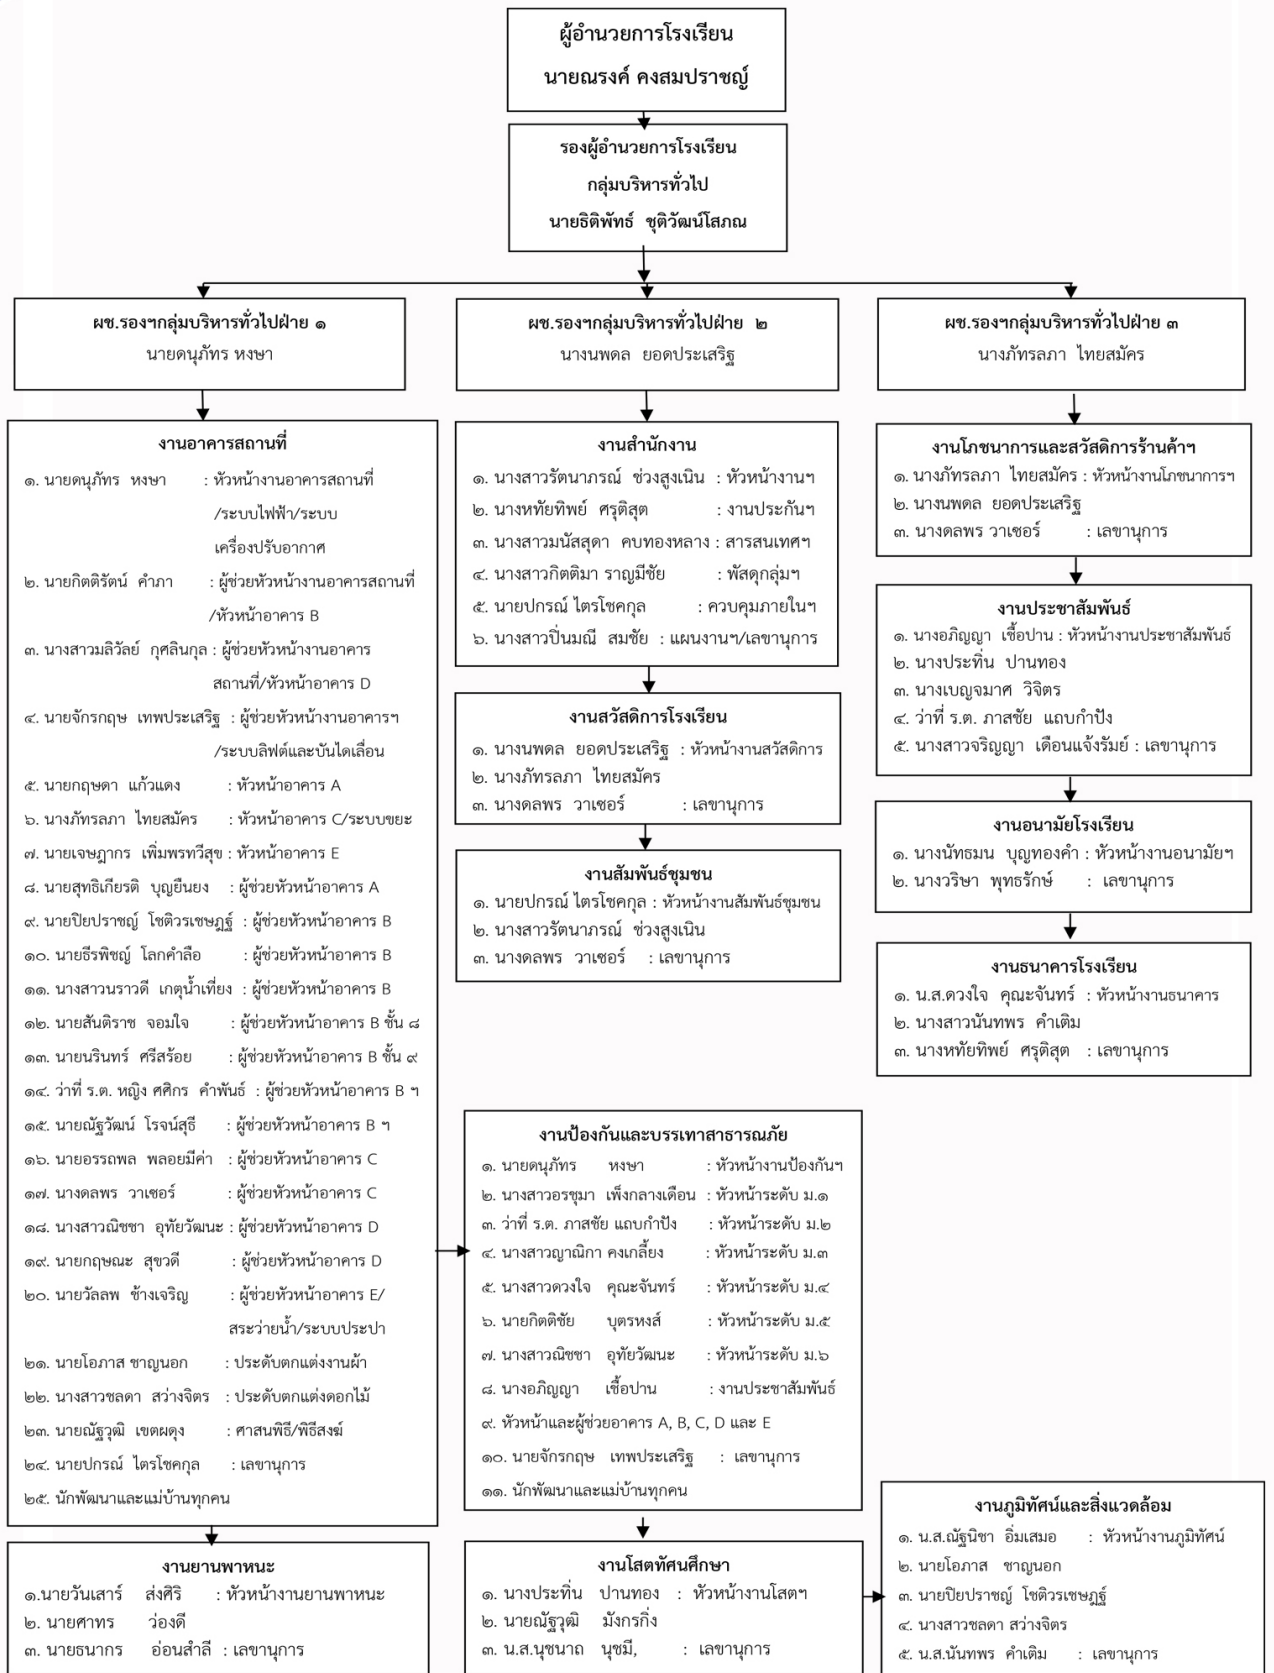 ผู้อำนวยการโรงเรียน
นายณรงค์ คงสมปราชญ์
รองผู้อำนวยการโรงเรียน
กลุ่มบริหารทั่วไป
นายธิติพัทธ์ ชุติวัฒน์โสภณ
ผช.รองฯกลุ่มบริหารทั่วไปฝ่าย ๑
นายดนุภัทร หงษา
ผช.รองฯกลุ่มบริหารทั่วไปฝ่าย ๒
นางนพดล ยอดประเสริฐ
ผช.รองฯกลุ่มบริหารทั่วไปฝ่าย ๓
นางภัทรลภา ไทยสมัคร
งานอาคารสถานที่
๑. นายดนุภัทร หงษา : หัวหน้างานอาคารสถานที่
/ระบบไฟฟ้า/ระบบ
เครื่องปรับอากาศ
๒. นายกิตติรัตน์ คำภา : ผู้ช่วยหัวหน้างานอาคารสถานที่
/หัวหน้าอาคาร B
๓. นางสาวมลิวัลย์ กุศลินกุล : ผู้ช่วยหัวหน้างานอาคาร
สถานที่/หัวหน้าอาคาร D
๔. นายจักรกฤษ เทพประเสริฐ : ผู้ช่วยหัวหน้างานอาคารฯ
/ระบบลิฟต์และบันไดเลื่อน
๕. นายกฤษดา แก้วแดง : หัวหน้าอาคาร A
๖. นางภัทรลภา ไทยสมัคร : หัวหน้าอาคาร C/ระบบขยะ
๗. นายเจษฎากร เพิ่มพรทวีสุข : หัวหน้าอาคาร E
๘. นายสุทธิเกียรติ บุญยืนยง : ผู้ช่วยหัวหน้าอาคาร A
๙. นายปิยปราชญ์ โชติวรเชษฎฐ์ : ผู้ช่วยหัวหน้าอาคาร B
๑๐. นายธีรพิชญ์ โลกคำลือ : ผู้ช่วยหัวหน้าอาคาร B
๑๑. นางสาวนราวดี เกตุน้ำเที่ยง : ผู้ช่วยหัวหน้าอาคาร B
๑๒. นายสันติราช จอมใจ : ผู้ช่วยหัวหน้าอาคาร B ชั้น ๘
๑๓. นายนรินทร์ ศรีสร้อย : ผู้ช่วยหัวหน้าอาคาร B ชั้น ๙
๑๔. ว่าที่ ร.ต. หญิง ศศิกร คำพันธ์ : ผู้ช่วยหัวหน้าอาคาร B ฯ
๑๕. นายณัฐวัฒน์ โรจน์สุธี : ผู้ช่วยหัวหน้าอาคาร B ฯ
๑๖. นายอรรถพล พลอยมีค่า : ผู้ช่วยหัวหน้าอาคาร C
๑๗. นางดลพร วาเซอร์ : ผู้ช่วยหัวหน้าอาคาร C
๑๘. นางสาวณิชชา อุทัยวัฒนะ : ผู้ช่วยหัวหน้าอาคาร D
๑๙. นายกฤษณะ สุขวดี : ผู้ช่วยหัวหน้าอาคาร D
๒๐. นายวัลลพ ช้างเจริญ : ผู้ช่วยหัวหน้าอาคาร E/
สระว่ายน้ำ/ระบบประปา
๒๑. นายโอภาส ชาญนอก : ประดับตกแต่งงานผ้า
๒๒. นางสาวชลดา สว่างจิตร : ประดับตกแต่งดอกไม้
๒๓. นายณัฐวุฒิ เขตผดุง : ศาสนพิธี/พิธีสงฆ์
๒๔. นายปกรณ์ ไตรโชคกุล : เลขานุการ
๒๕. นักพัฒนาและแม่บ้านทุกคน
งานยานพาหนะ
๑.นายวันเสาร์ ส่งศิริ : หัวหน้างานยานพาหนะ
๒. นายศาทร ว่องดี
๓. นายธนากร อ่อนสำลี : เลขานุการ
งานสำนักงาน
๑. นางสาวรัตนาภรณ์ ช่วงสูงเนิน : หัวหน้างานฯ
๒. นางหทัยทิพย์ ศรุติสุต : งานประกันฯ
๓. นางสาวมนัสสุดา คบทองหลาง : สารสนเทศฯ
๔. นางสาวกิตติมา ราญมีชัย : พัสดุกลุ่มฯ
๕. นายปกรณ์ ไตรโชคกุล : ควบคุมภายในฯ
๖. นางสาวปิ่นมณี สมชัย : แผนงานฯ/เลขานุการ
งานสวัสดิการโรงเรียน
๑. นางนพดล ยอดประเสริฐ : หัวหน้างานสวัสดิการ
๒. นางภัทรลภา ไทยสมัคร
๓. นางดลพร วาเซอร์ : เลขานุการ
งานสัมพันธ์ชุมชน
๑. นายปกรณ์ ไตรโชคกุล : หัวหน้างานสัมพันธ์ชุมชน
๒. นางสาวรัตนาภรณ์ ช่วงสูงเนิน
๓. นางดลพร วาเซอร์ : เลขานุการ
งานป้องกันและบรรเทาสาธารณภัย
๑. นายดนุภัทร หงษา : หัวหน้างานป้องกันฯ
๒. นางสาวอรชุมา เพ็งกลางเดือน : หัวหน้าระดับ ม.๑
๓. ว่าที่ ร.ต. ภาสชัย แถบกำปัง : หัวหน้าระดับ ม.๒
๔. นางสาวญาณิกา คงเกลี้ยง : หัวหน้าระดับ ม.๓
๕. นางสาวดวงใจ คุณะจันทร์ : หัวหน้าระดับ ม.๔
๖. นายกิตติชัย บุตรหงส์ : หัวหน้าระดับ ม.๕
๗. นางสาวณิชชา อุทัยวัฒนะ : หัวหน้าระดับ ม.๖
๘. นางอภิญญา เชื้อปาน : งานประชาสัมพันธ์
๙. หัวหน้าและผู้ช่วยอาคาร A, B, C, D และ E
๑๐. นายจักรกฤษ เทพประเสริฐ : เลขานุการ
๑๑. นักพัฒนาและแม่บ้านทุกคน
งานโสตทัศนศึกษา
๑. นางประทิ่น ปานทอง : หัวหน้างานโสตฯ
๒. นายณัฐวุฒิ มังกรกิ่ง
๓. น.ส.นุชนาถ นุชมี, : เลขานุการ
งานโภชนาการและสวัสดิการร้านค้าฯ
๑. นางภัทรลภา ไทยสมัคร : หัวหน้างานโภชนาการฯ
๒. นางนพดล ยอดประเสริฐ
๓. นางดลพร วาเซอร์ : เลขานุการ
งานประชาสัมพันธ์
๑. นางอภิญญา เชื้อปาน : หัวหน้างานประชาสัมพันธ์
๒. นางประทิ่น ปานทอง
๓. นางเบญจมาศ วิจิตร
๔. ว่าที่ ร.ต. ภาสชัย แถบกำปัง
๕. นางสาวจริญญา เดือนแจ้งรัมย์ : เลขานุการ
งานอนามัยโรงเรียน
๑. นางนัทธมน บุญทองคำ : หัวหน้างานอนามัยฯ
๒. นางวริษา พุทธรักษ์ : เลขานุการ
งานธนาคารโรงเรียน
๑. น.ส.ดวงใจ คุณะจันทร์ : หัวหน้างานธนาคาร
๒. นางสาวนันทพร คำเติม
๓. นางหทัยทิพย์ ศรุติสุต : เลขานุการ
งานภูมิทัศน์และสิ่งแวดล้อม
๑. น.ส.ณัฐนิชา อิ่มเสมอ : หัวหน้างานภูมิทัศน์
๒. นายโอภาส ชาญนอก
๓. นายปิยปราชญ์ โชติวรเชษฎฐ์
๔. นางสาวชลดา สว่างจิตร
๕. น.ส.นันทพร คำเติม : เลขานุการ